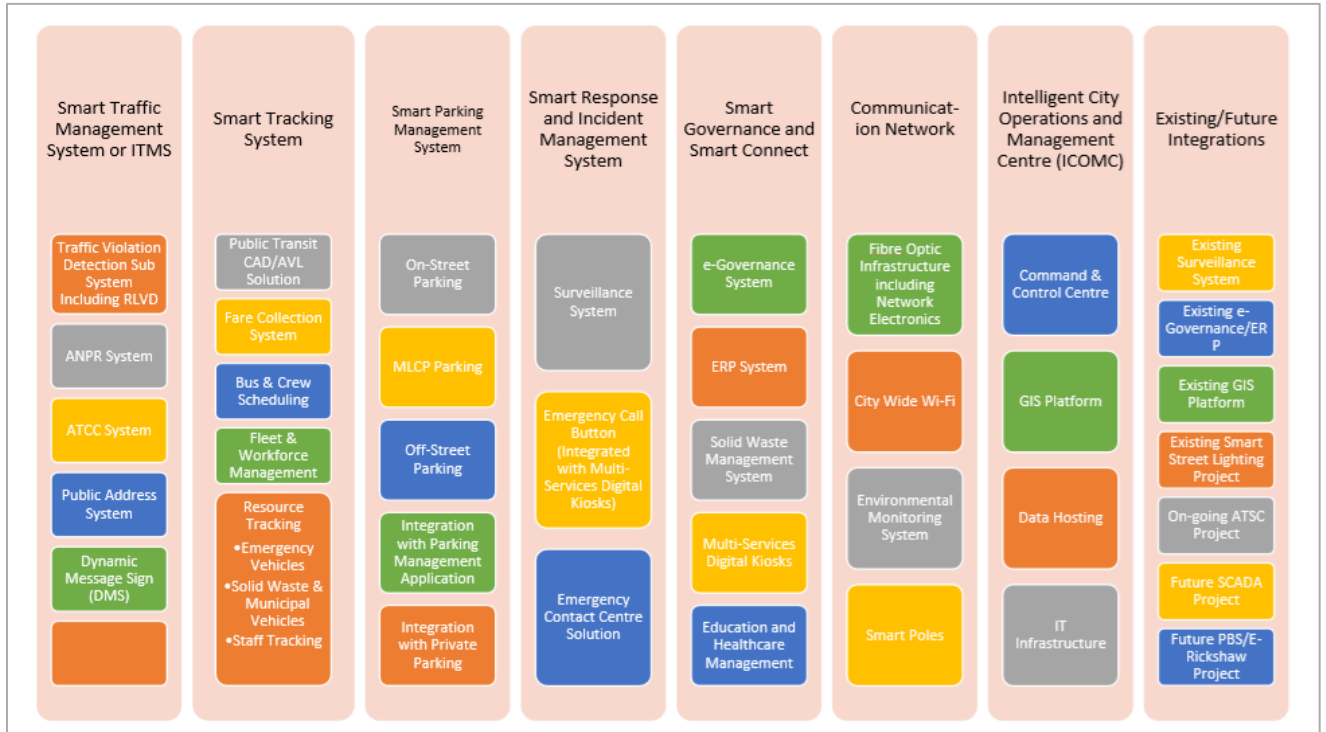 Smart Traffic
Management
System or ITMS
Traffic Violation
Detection Sub
System
Including RLVD
ANPR System
ATCC System
Public Address
System
Dynamic
Message Sign
(DMS)
Smart Tracking
System
Public Transit
CAD/AVL
Solution
Fare Collection
System
Bus & Crew
Scheduling
Fleet &
Workforce
Management
Resource
Tracking
•Emergency
Vehicles
•Solid Waste &
Municipal
Vehicles
•Staff Tracking
Smart Parking
Management
System
On-Street
Parking
MLCP Parking
Off-Street
Parking
Integration
with Parking
Management
Application
Integration
with Private
Parking
Smart Response
and Incident
Management
System
Surveillance
System
Emergency Call
Button
(Integrated
with Multi-
Services Digital
Kiosks)
Emergency
Contact Centre
Solution
Smart
Governance and
Smart Connect
e-Governance
System
ERP System
Solid Waste
Management
System
Multi-Services
Digital Kiosks
Education and
Healthcare
Management
Communicat-
ion Network
Fibre Optic
Infrastructure
including
Network
Electronics
City Wide Wi-Fi
Environmental
Monitoring
System
Smart Poles
Intelligent City
Operations and
Management
Centre (ICOMC)
Command &
Control Centre
GIS Platform
Data Hosting
IT
Infrastructure
Existing/Future
Integrations
Existing
Surveillance
System
Existing e-
Governance/ER
P
Existing GIS
Platform
Existing Smart
Street Lighting
Project
On-going ATSC
Project
Future SCADA
Project
Future PBS/E-
Rickshaw
Project